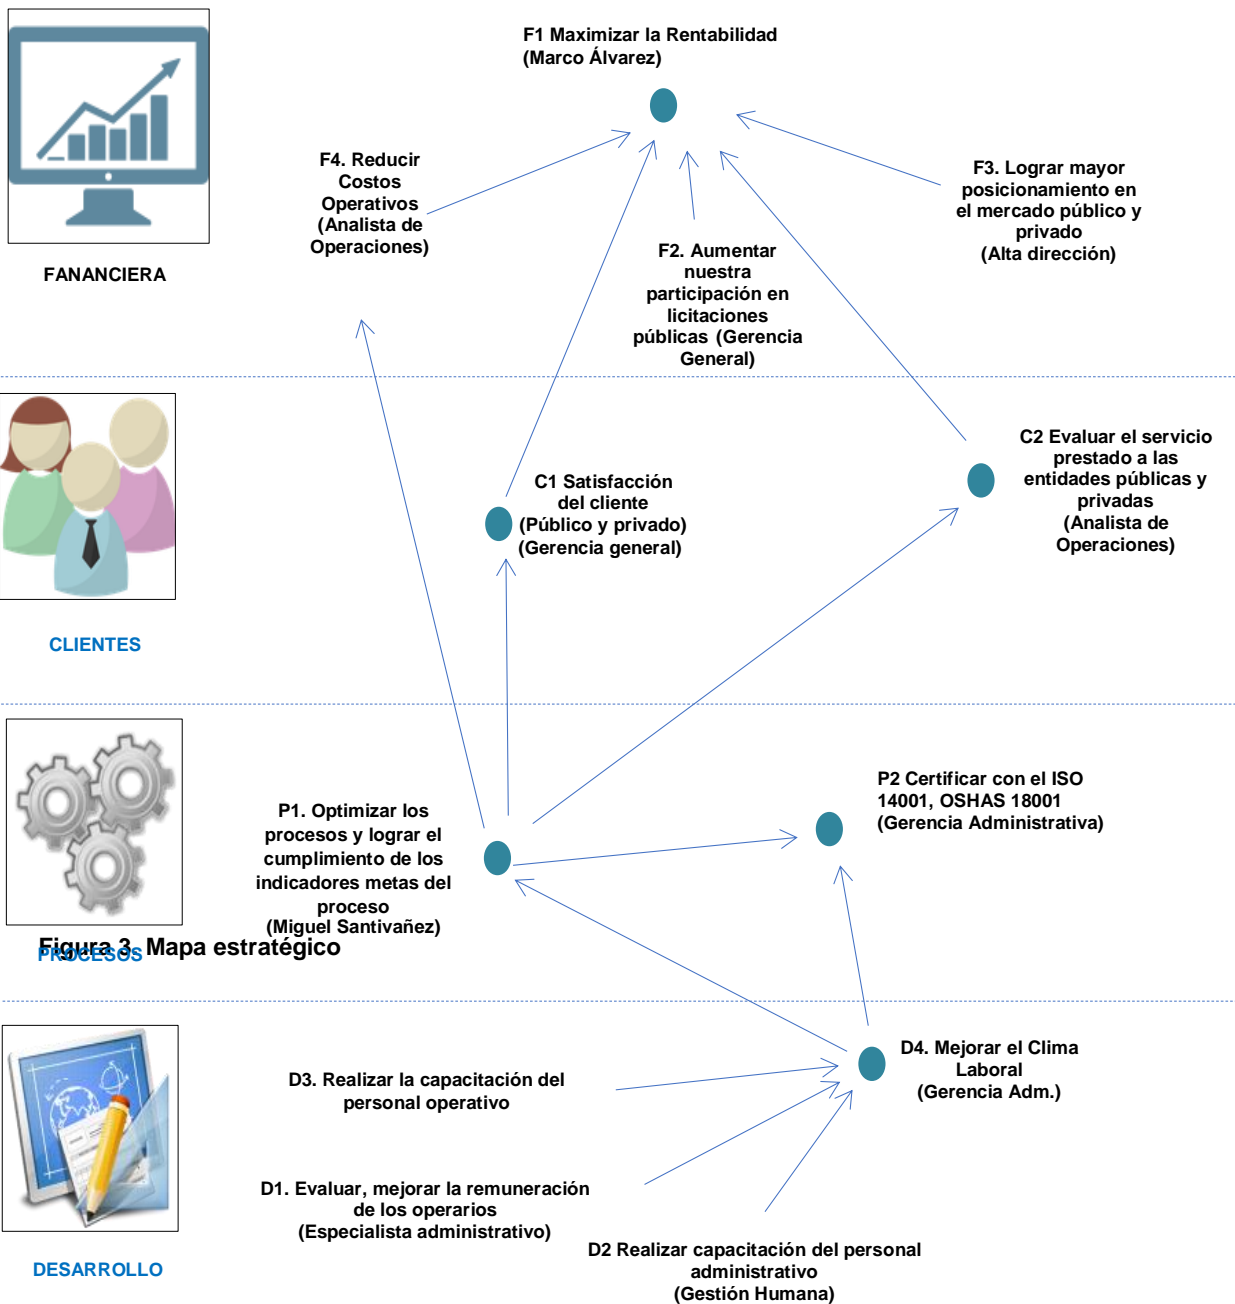 F1 Maximizar la Rentabilidad
(Marco Álvarez)
F4. Reducir
Costos
Operativos
(Analista de
Operaciones)
F3. Lograr mayor
posicionamiento en
el mercado público y
privado
(Alta dirección)
F2. Aumentar
nuestra
participación en
licitaciones
públicas (Gerencia
General)
FANANCIERA
C1 Satisfacción
del cliente
(Público y privado)
(Gerencia general)
C2 Evaluar el servicio
prestado a las
entidades públicas y
privadas
(Analista de
Operaciones)
CLIENTES
P1. Optimizar los
procesos y lograr el
cumplimiento de los
indicadores metas del
proceso
(Miguel Santivañez)
P2 Certificar con el ISO
14001, OSHAS 18001
(Gerencia Administrativa)
Figura 3. Mapa estratégico
PROCESOS
D4. Mejorar el Clima
Laboral
(Gerencia Adm.)
D3. Realizar la capacitación del
personal operativo
D1. Evaluar, mejorar la remuneración
de los operarios
(Especialista administrativo)
D2 Realizar capacitación del personal
administrativo
(Gestión Humana)
DESARROLLO